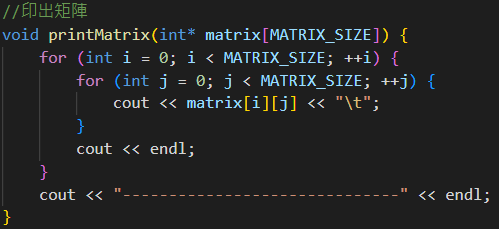 //印出矩陣
void printMatrix(int* matrix[MATRIX_SIZE]) {
    for (int i = 0; i < MATRIX_SIZE; ++i) {
        for (int j = 0; j < MATRIX_SIZE; ++j) {
            cout << matrix[i][j] << "\t";
        }
        cout << endl;
    }
    cout << "------------------------------" << endl;
}